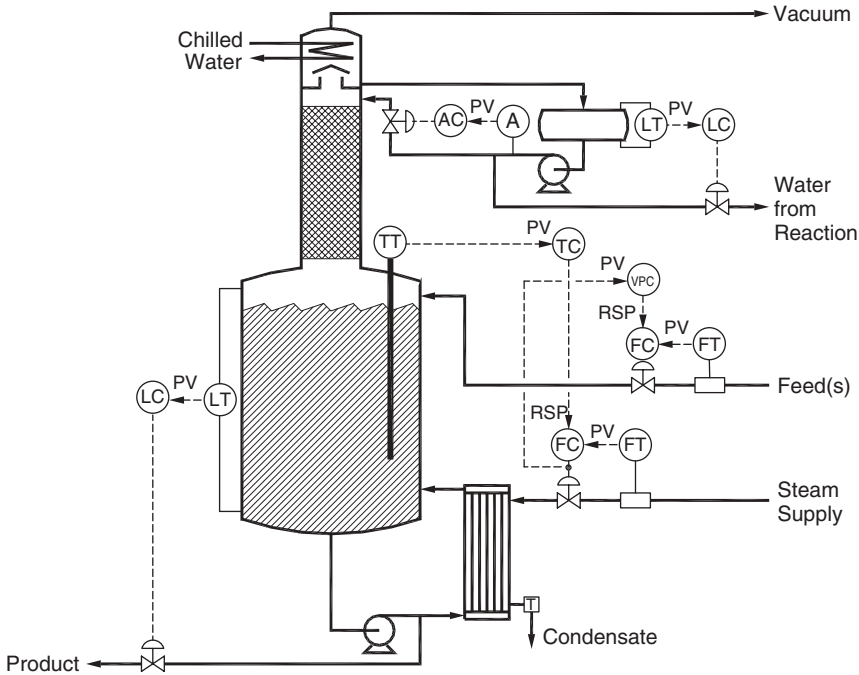 Vacuum
Chilled
Water
PV
AC
A
PV
LT
LC
Water
from
Reaction
TT
PV
TC
PV
VPC
RSP
PV
FC
FT
Feed(s)
LC
PV
LT
RSP
PV
FC
FT
Steam
Supply
T
Condensate
Product